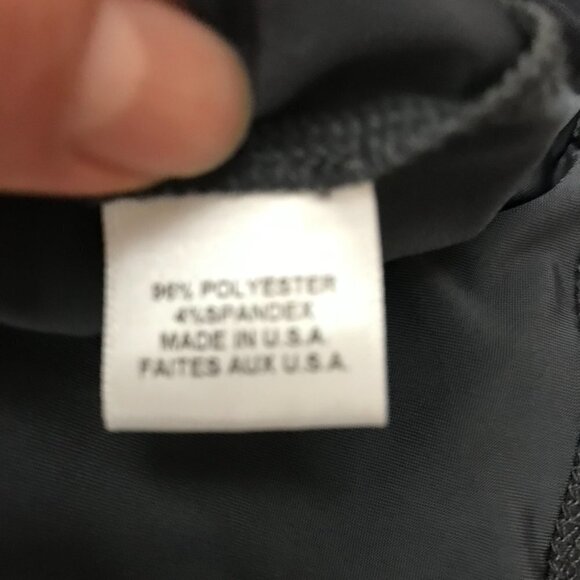 96% POLYESTER
4%SPANDEX
MADE IN U.S.A.
FAITES AUX U.S.A.